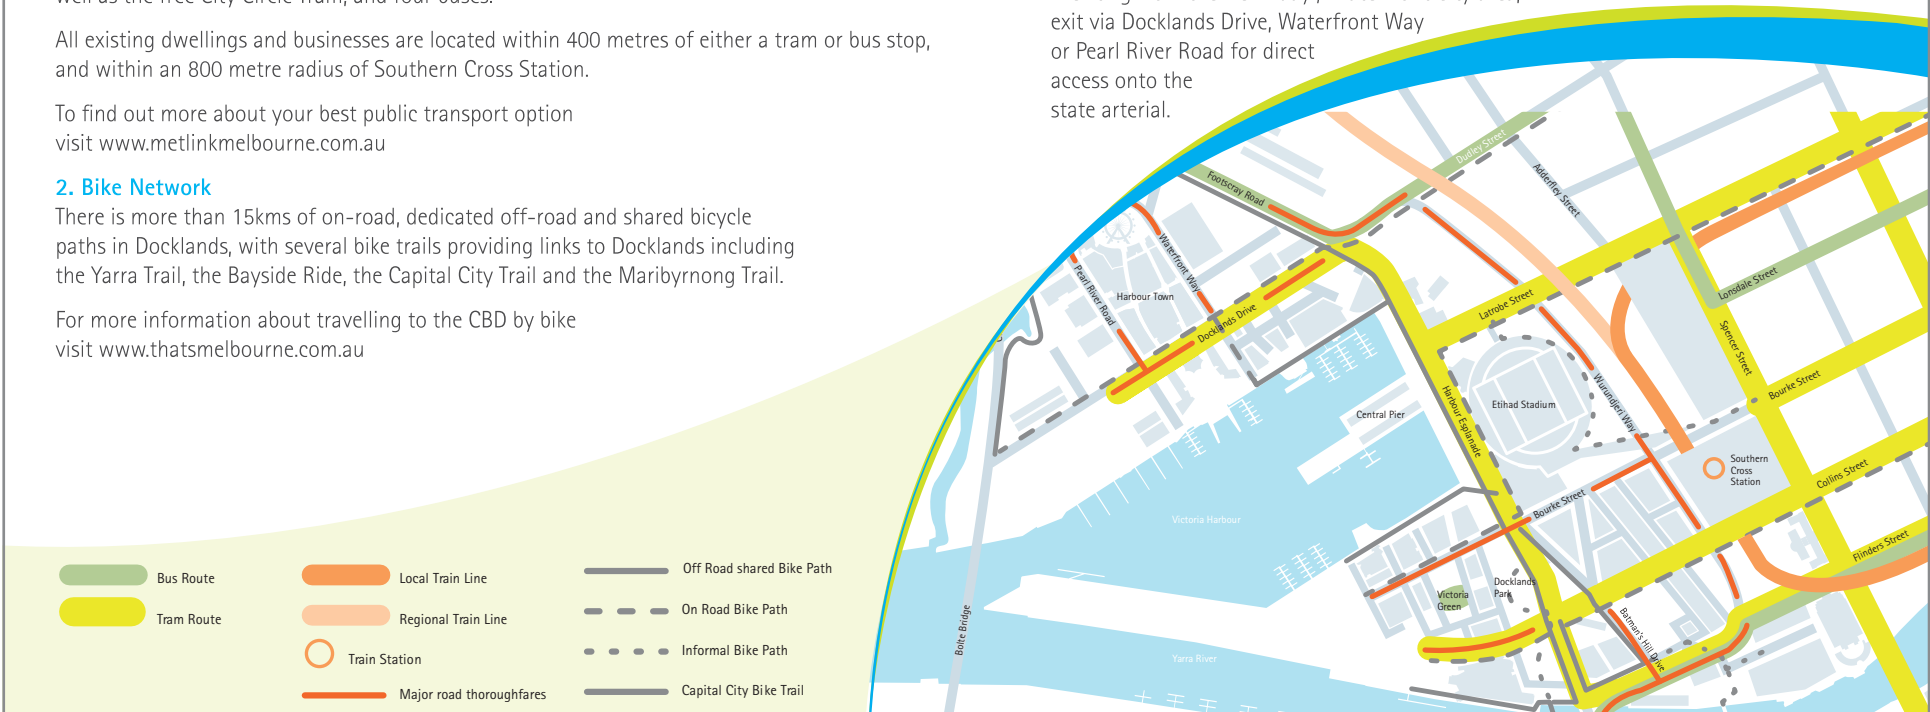 well as the free City Circle Tram, and four buses.
All existing dwellings and businesses are located within 400 metres of either a tram or bus stop,
and within an 800 metre radius of Southern Cross Station.
To find out more about your best public transport option
visit www.metlinkmelbourne.com.au
2. Bike Network
There is more than 15kms of on-road, dedicated off-road and shared bicycle
paths in Docklands, with several bike trails providing links to Docklands including
the Yarra Trail, the Bayside Ride, the Capital City Trail and the Maribyrnong Trail.
For more information about travelling to the CBD by bike
visit www.thatsmelbourne.com.au
exit via Docklands Drive, Waterfront Way
or Pearl River Road for direct
access onto the
state arterial.
Bus Route
Tram Route
Local Train Line
Regional Train Line
Train Station
Major road thoroughfares
Off Road shared Bike Path
On Road Bike Path
Informal Bike Path
Capital City Bike Trail
Dudley Street
Footscray Road
Adderley Street
Waterfront Way
Pearl River Road
Harbour Town
Docklands Drive
Latrobe Street
Lonsdale Street
Spencer Street
Bourke Street
Harbour Esplanade
Etihad Stadium
Wurundjeri Way
Central Pier
Southern
Cross
Station
Collins Street
Bourke Street
Victoria Harbour
Flinders Street
Docklands
Park
Victoria
Green
Batman's Hill Drive
Bolte Bridge
Yarra River